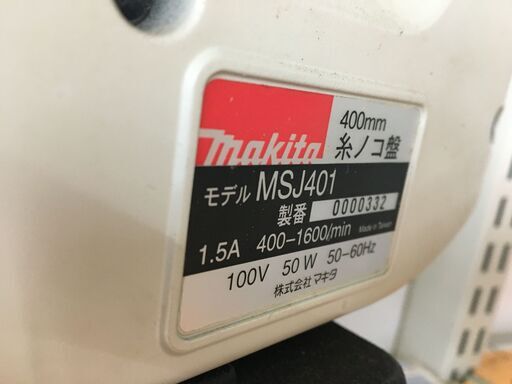 makita
400mm
糸ノコ盤
モデル MSJ401
製番 0000332
1.5A 400-1600/min Made in Taiwan
100V 50W 50-60Hz
株式会社 マキタ